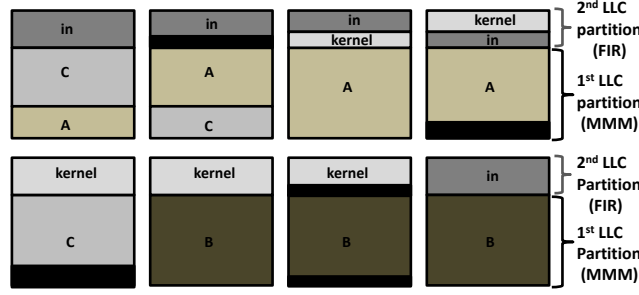 in
C
A
in
A
C
in
kernel
A
kernel
in
A
2nd LLC
partition
(FIR)
1st LLC
partition
(MMM)
kernel
C
kernel
B
kernel
B
in
B
2nd LLC
Partition
(FIR)
1st LLC
Partition
(MMM)